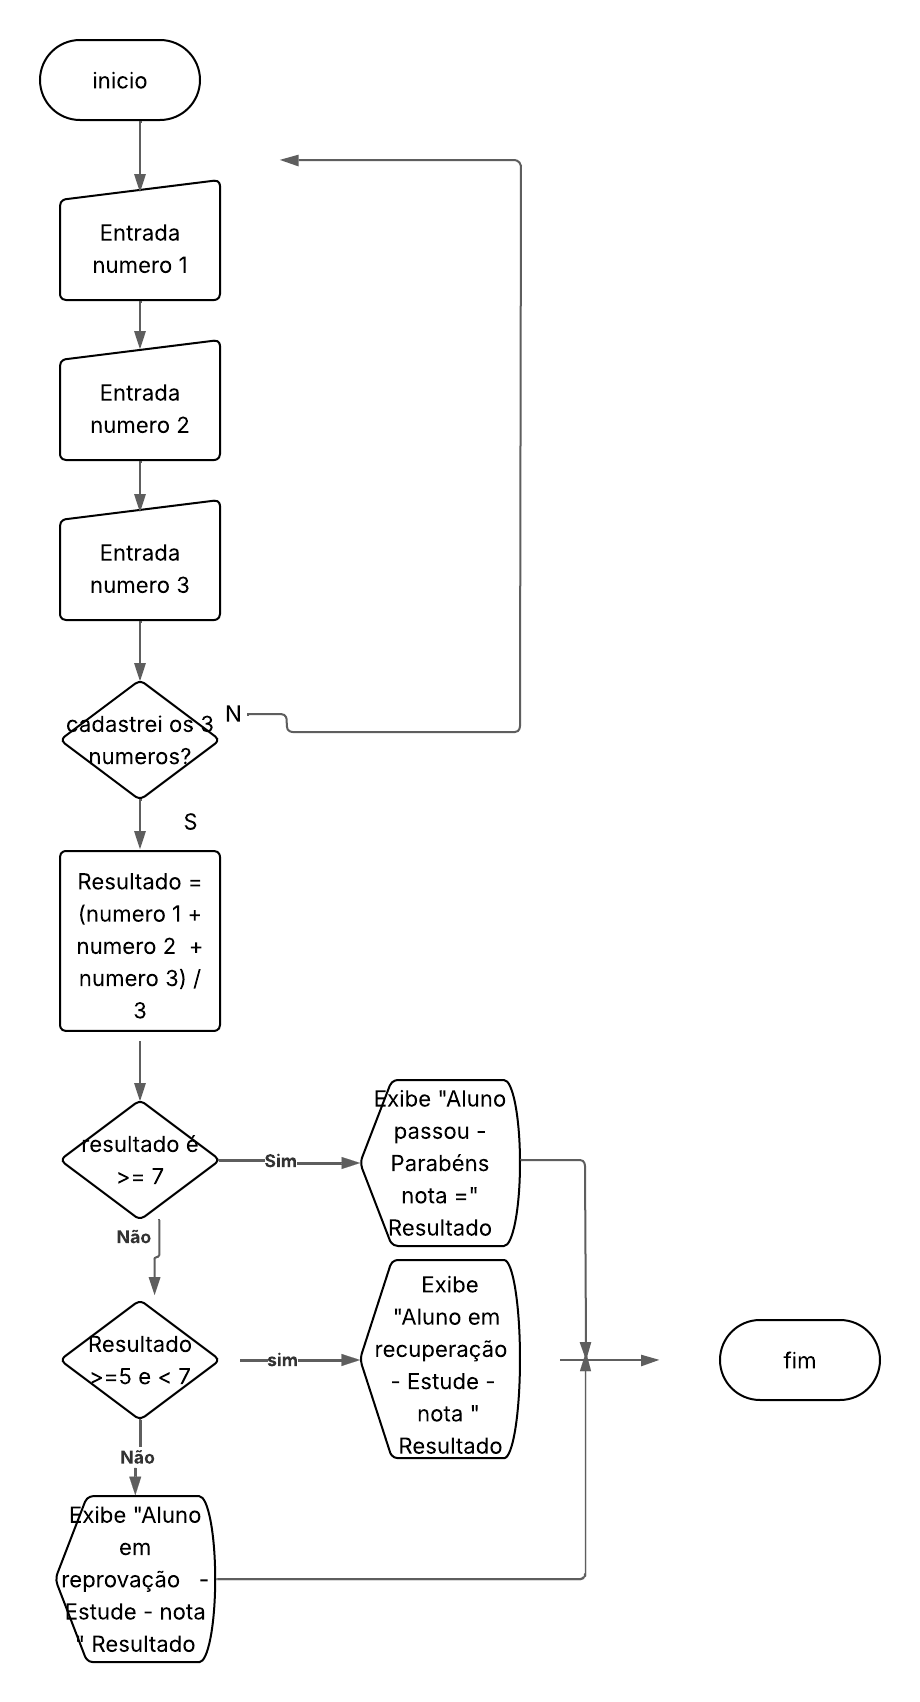 inicio
Entrada
numero 1
Entrada
numero 2
Entrada
numero 3
cadastrei os 3
numeros?
N
S
Resultado =
(numero 1 +
numero 2  +
numero 3) /
3
resultado é
>= 7
Sim
Exibe "Aluno
passou -
Parabéns
nota ="
Resultado
Não
Resultado
>=5 e < 7
sim
Exibe
"Aluno em
recuperação
- Estude -
nota "
Resultado
fim
Não
Exibe "Aluno
em
reprovação   -
Estude - nota
" Resultado